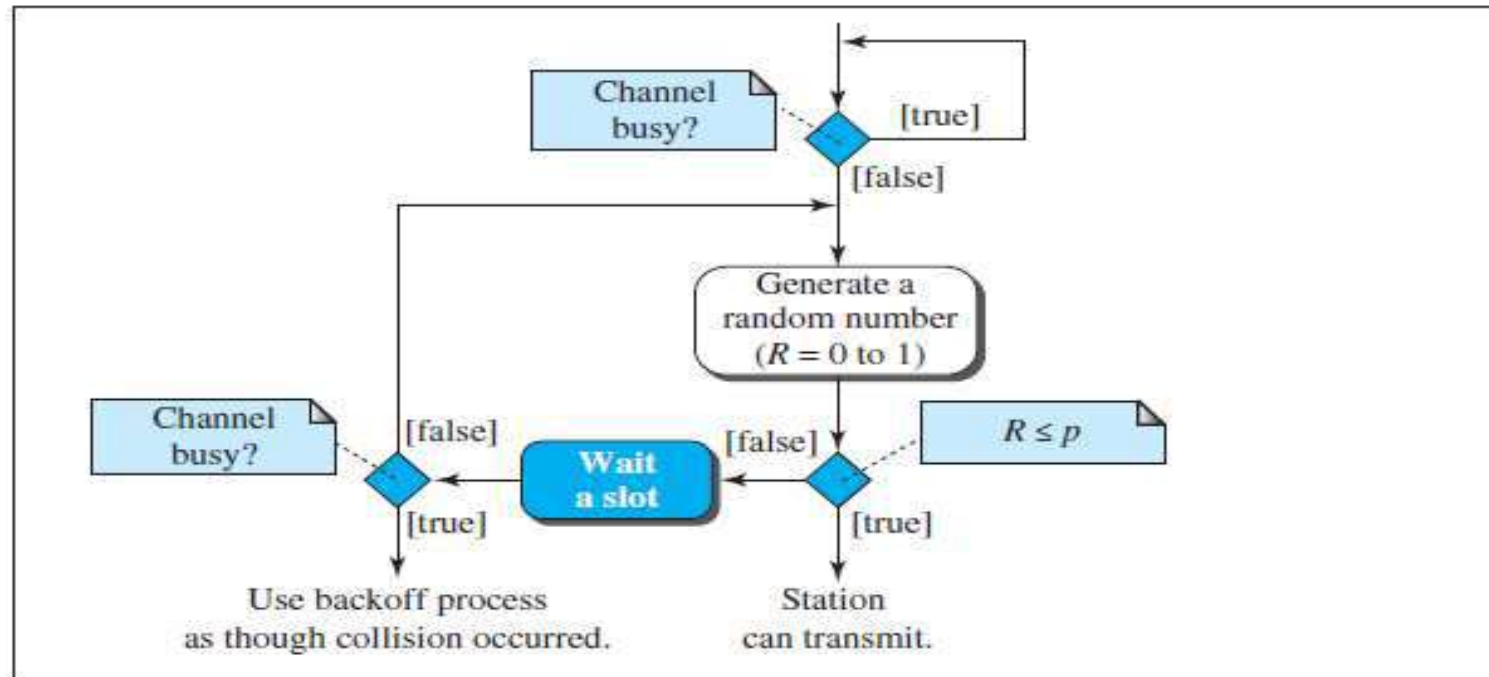 Channel
busy?
[true]
[false]
Generate a
random number
(R = 0 to 1)
Channel
busy?
[false]
Wait
a slot
[false]
R ≤ p
[true]
[true]
Use backoff process
as though collision occurred.
Station
can transmit.